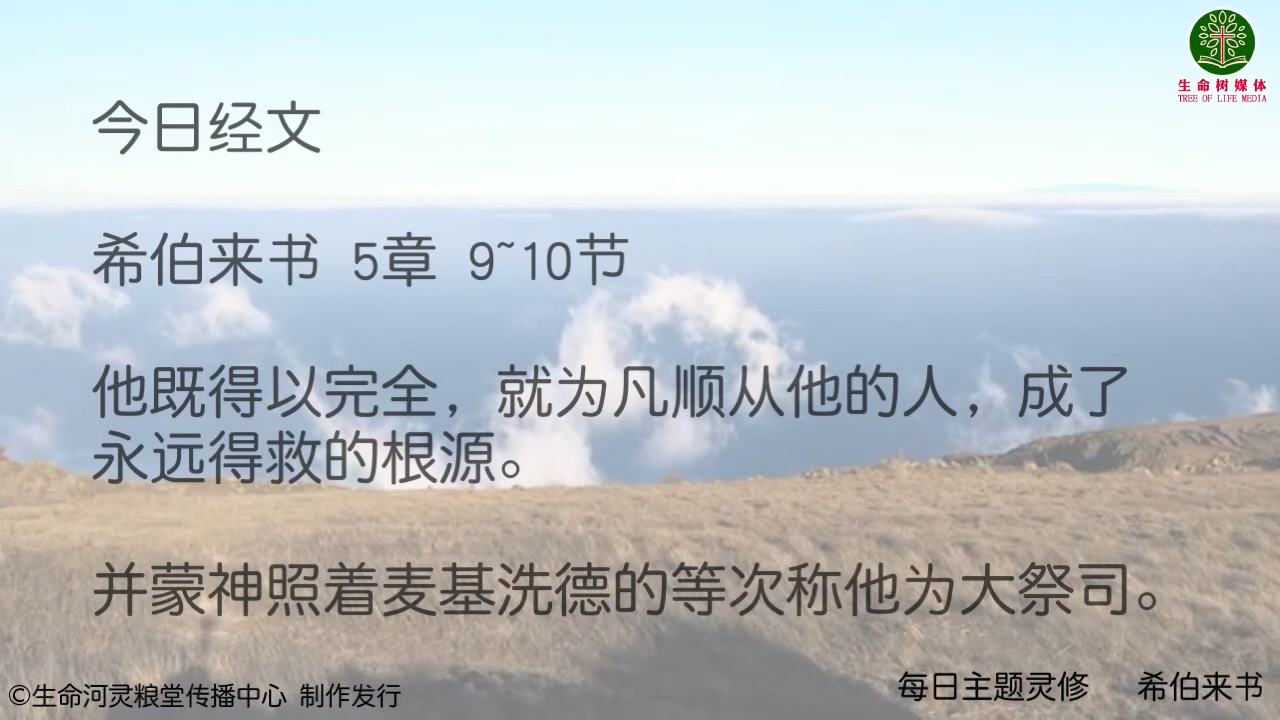 生命树媒体
TREE OF LIFE MEDIA
今日经文
希伯来书 5章 9~10节
他既得以完全，就为凡顺从他的人，成了
永远得救的根源。
并蒙神照着麦基洗德的等次称他为大祭司。
©生命河灵粮堂传播中心 制作发行
每日主题灵修 希伯来书